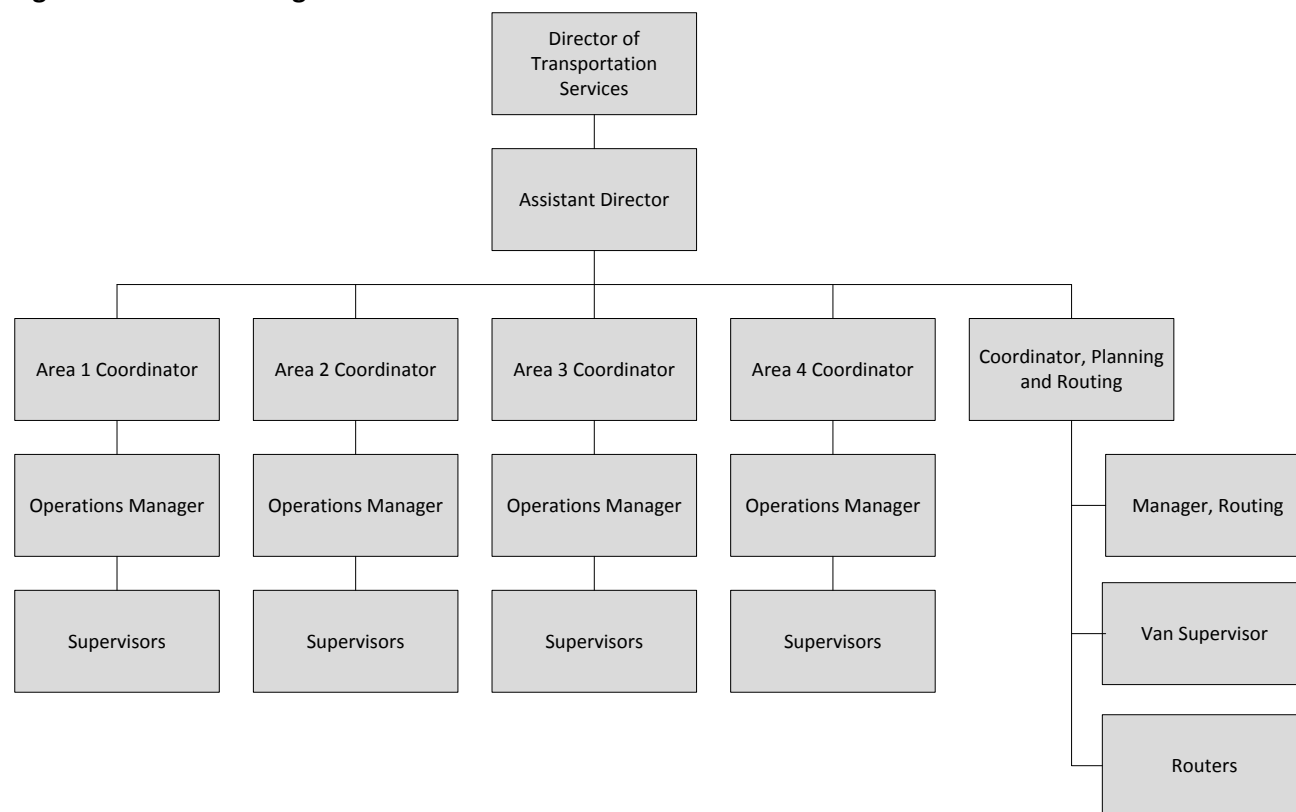 Director of
Transportation
Services
Assistant Director
Area 1 Coordinator
Area 2 Coordinator
Area 3 Coordinator
Area 4 Coordinator
Coordinator, Planning
and Routing
Operations Manager
Operations Manager
Operations Manager
Operations Manager
Manager, Routing
Supervisors
Supervisors
Supervisors
Supervisors
Van Supervisor
Routers